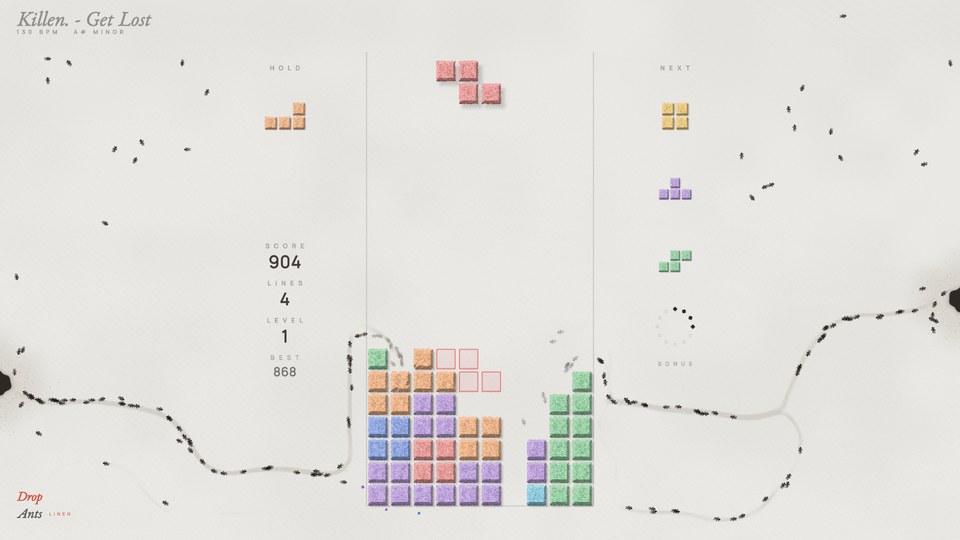 Killen. - Get Lost
130 BPM A# MINOR
HOLD
NEXT
SCORE
904
LINES
4
LEVEL
1
BEST
868
BONUS
Drop
Ants LINER